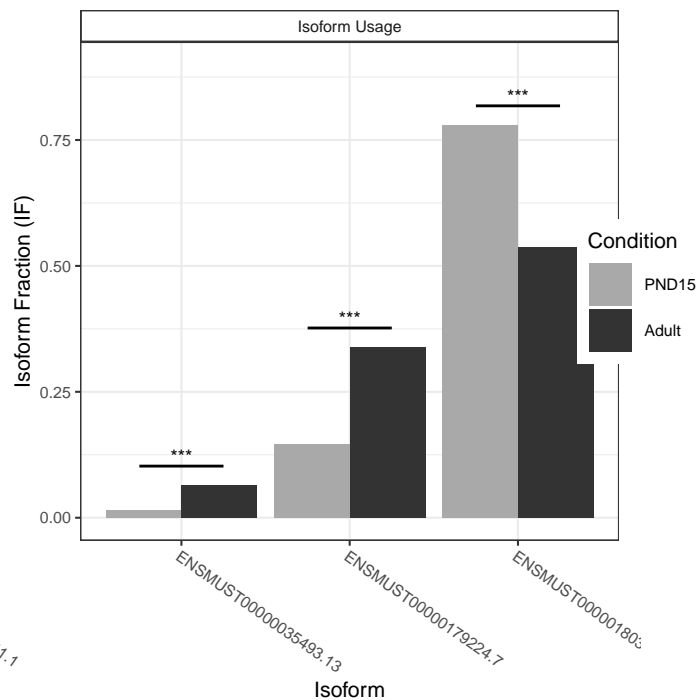 Isoform Usage
***
0.75
Isoform Fraction (IF)
Condition
PND15
0.50
***
Adult
0.25
***
0.00
ENSMUST00000035493.13
ENSMUST00000179224.7
Isoform